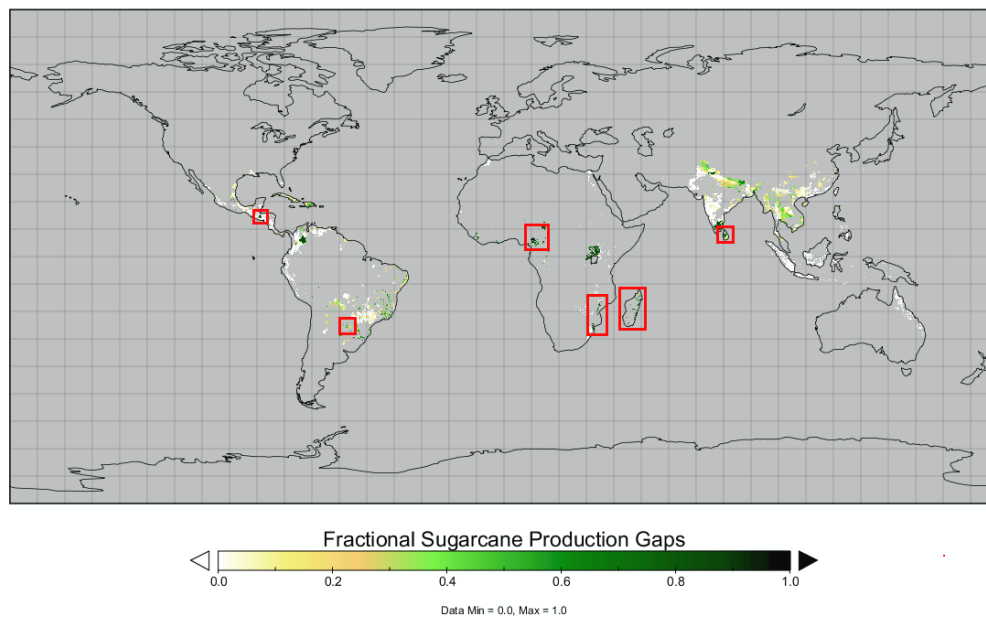 Fractional Sugarcane Production Gaps
0.0 0.2 0.4 0.6 0.8 1.0
Data Min = 0.0, Max = 1.0